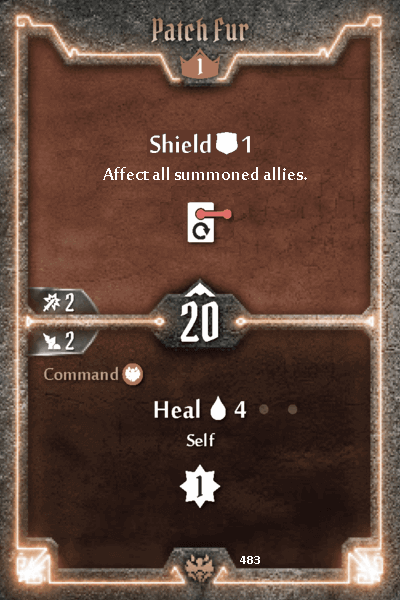 Patch Fur
1
Shield 1
Affect all summoned allies.
2
20
2
Command
Heal 4
Self
1
483